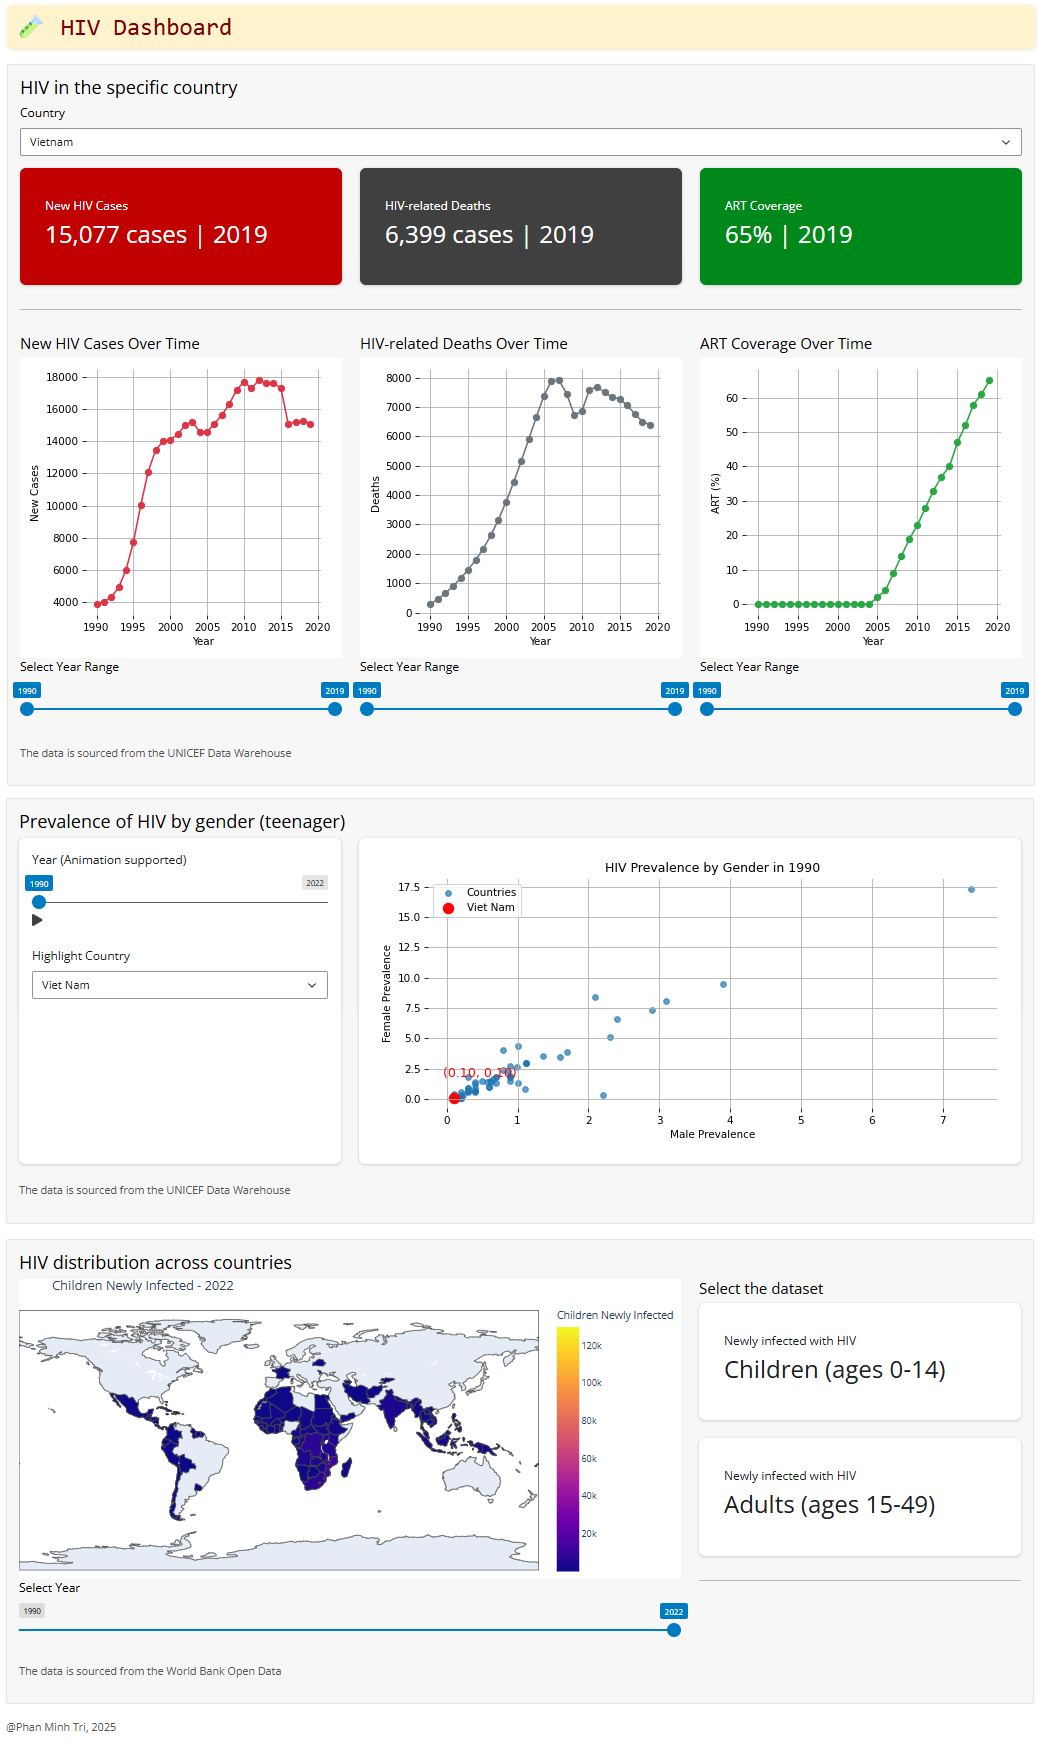 HIV Dashboard
HIV in the specific country
Country
Vietnam
New HIV Cases
15,077 cases | 2019
HIV-related Deaths
6,399 cases | 2019
ART Coverage
65% | 2019
New HIV Cases Over Time
18000
16000
14000
12000
10000
8000
6000
4000
New Cases
1990 1995 2000 2005 2010 2015 2020
Year
Select Year Range
1990 2019
HIV-related Deaths Over Time
8000
7000
6000
5000
4000
3000
2000
1000
0
Deaths
1990 1995 2000 2005 2010 2015 2020
Year
Select Year Range
1990 2019
ART Coverage Over Time
60
50
40
30
20
10
0
ART (%)
1990 1995 2000 2005 2010 2015 2020
Year
Select Year Range
1990 2019
The data is sourced from the UNICEF Data Warehouse
Prevalence of HIV by gender (teenager)
Year (Animation supported)
1990 2022
Highlight Country
Viet Nam
HIV Prevalence by Gender in 1990
Countries
Viet Nam
17.5
15.0
12.5
10.0
7.5
5.0
2.5
0.0
Female Prevalence
(0.10, 0.10)
0 1 2 3 4 5 6 7
Male Prevalence
The data is sourced from the UNICEF Data Warehouse
HIV distribution across countries
Children Newly Infected - 2022
Children Newly Infected
120k
100k
80k
60k
40k
20k
Select Year
1990 2022
Select the dataset
Newly infected with HIV
Children (ages 0-14)
Newly infected with HIV
Adults (ages 15-49)
The data is sourced from the World Bank Open Data
@Phan Minh Tri, 2025